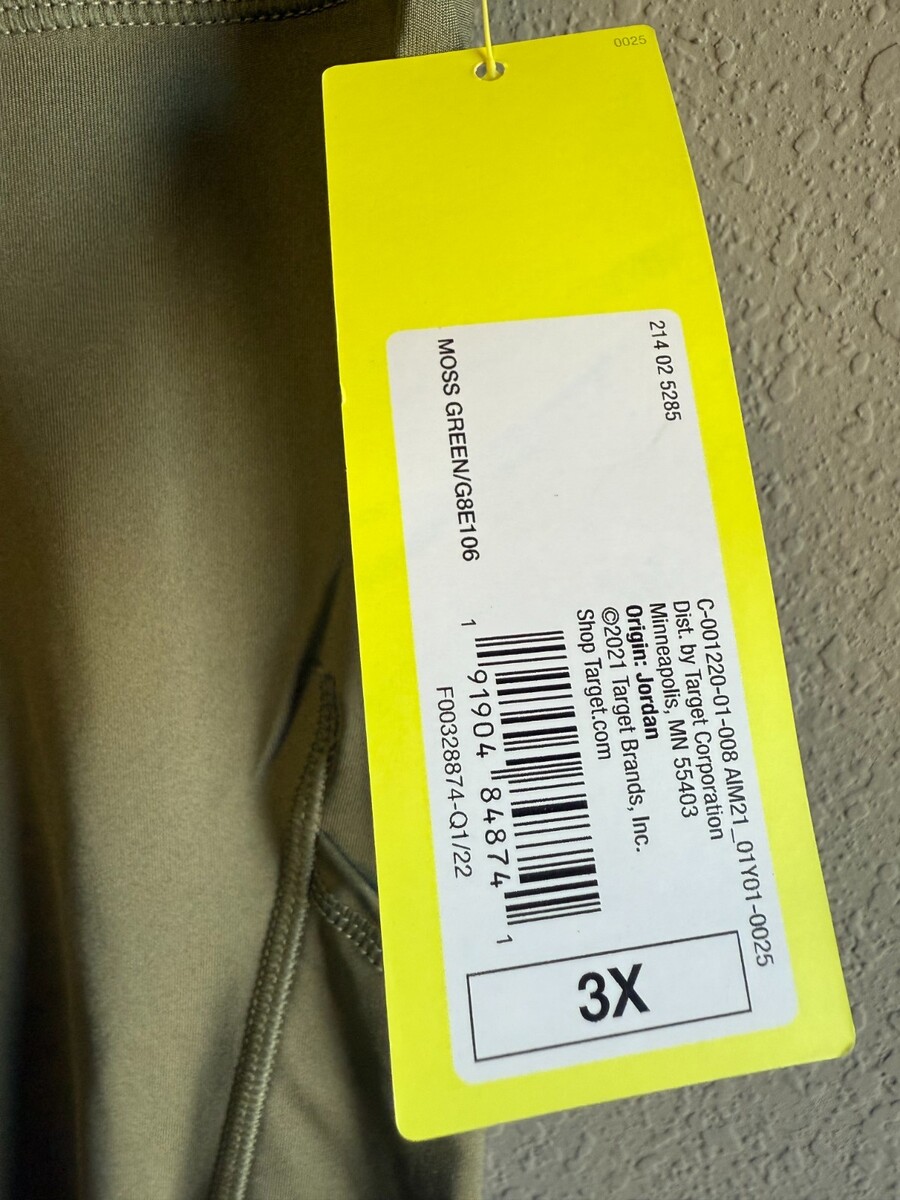 0025
214 02 5285
MOSS GREEN/G8E106
C-001220-01-008 AIM21_01Y01-0025
Dist. by Target Corporation
Minneapolis, MN 55403
Origin: Jordan
©2021 Target Brands, Inc.
Shop Target.com
1 91904 84874 1
F00328874-Q1/22
3X